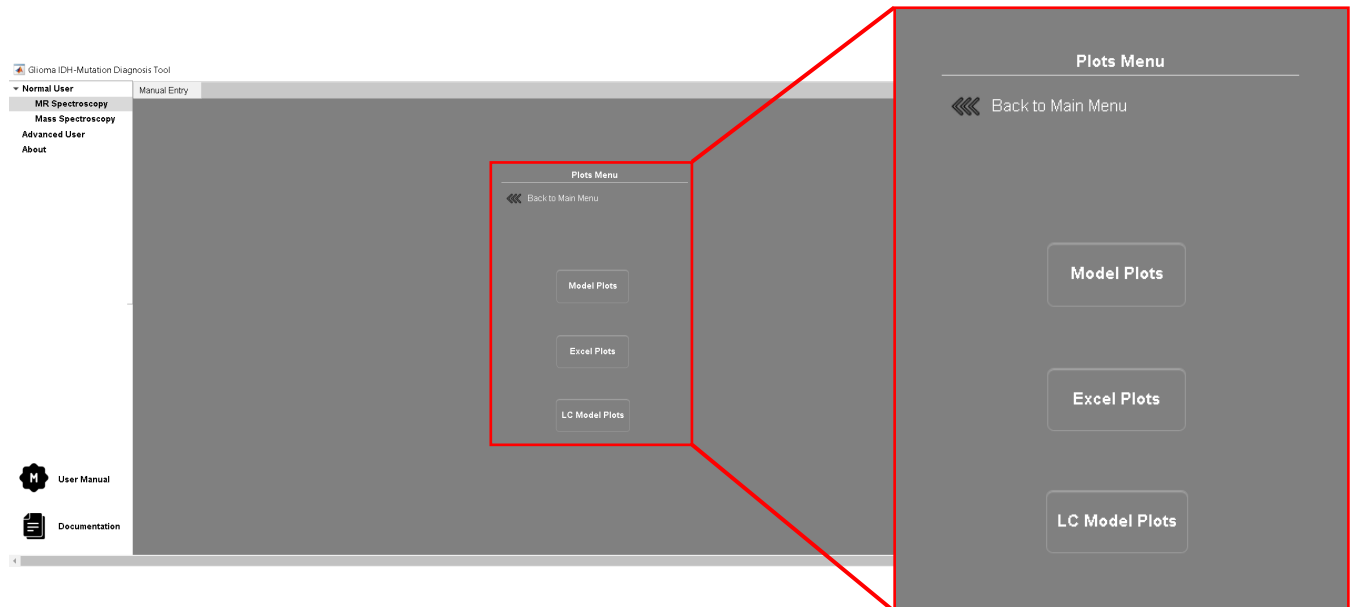 Glioma IDH-Mutation Diagnosis Tool
Normal User
MR Spectroscopy
Mass Spectroscopy
Advanced User
About
Manual Entry
Plots Menu
Back to Main Menu
Model Plots
Excel Plots
LC Model Plots
M
User Manual
Documentation
Plots Menu
Back to Main Menu
Model Plots
Excel Plots
LC Model Plots